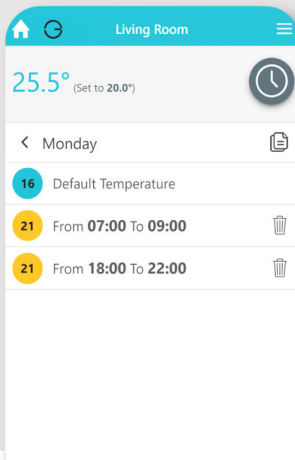 Living Room
25.5° (Set to 20.0°)
Monday
16 Default Temperature
21 From 07:00 To 09:00
21 From 18:00 To 22:00